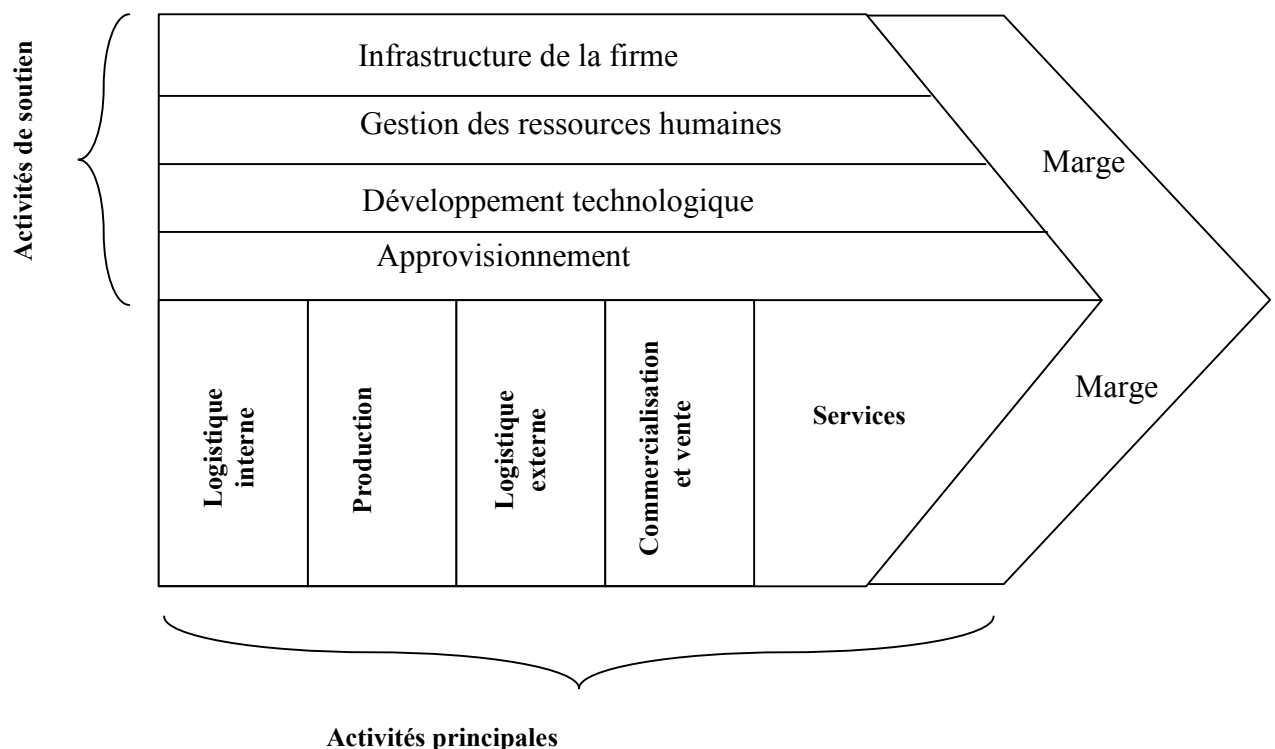 Activités de soutien
Infrastructure de la firme
Gestion des ressources humaines
Développement technologique
Approvisionnement
Marge
Logistique
interne
Production
Logistique
externe
Commercialisation
et vente
Services
Marge
Activités principales